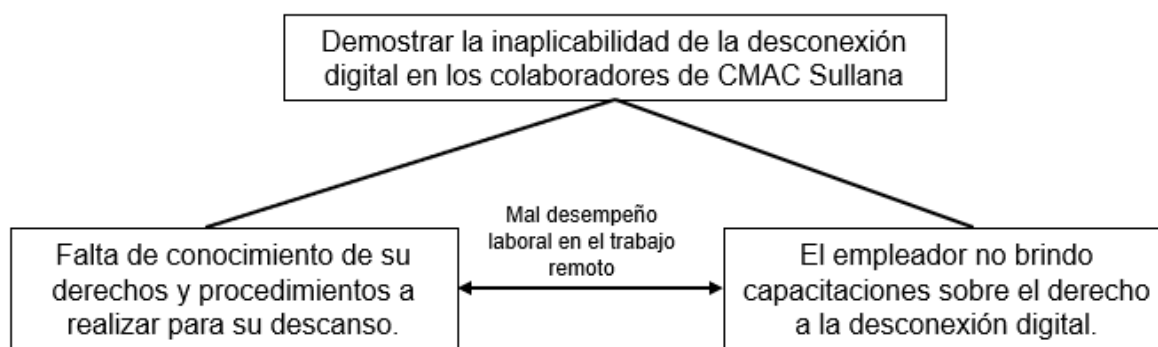 Demostrar la inaplicabilidad de la desconexión
digital en los colaboradores de CMAC Sullana
Mal desempeño
laboral en el trabajo
remoto
Falta de conocimiento de su
derechos y procedimientos a
realizar para su descanso.
El empleador no brindo
capacitaciones sobre el derecho
a la desconexión digital.